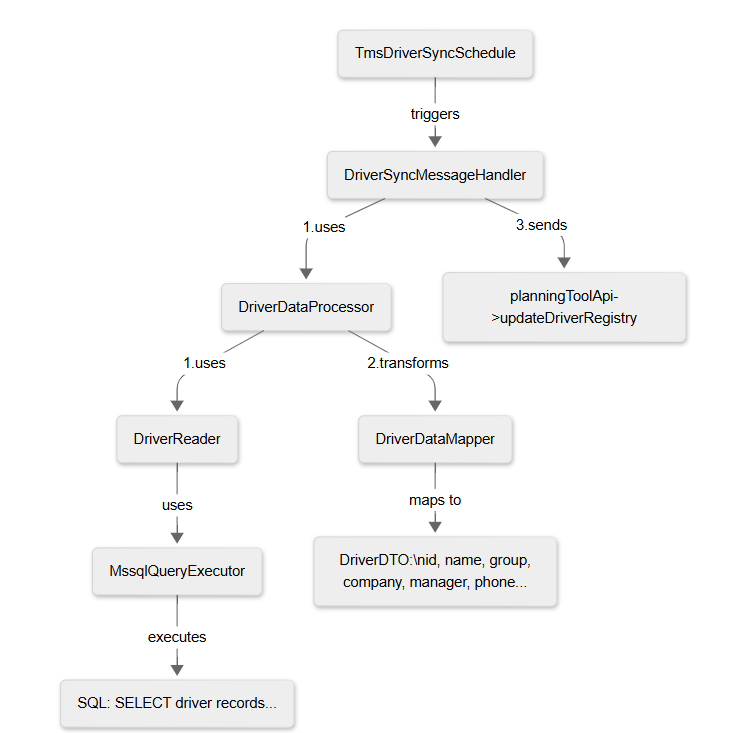 TmsDriverSyncSchedule
triggers
DriverSyncMessageHandler
1.uses
3.sends
DriverDataProcessor
planningToolApi-
>updateDriverRegistry
1.uses
2.transforms
DriverReader
DriverDataMapper
uses
maps to
MssqlQueryExecutor
DriverDTO:\nid, name, group,
company, manager, phone...
executes
SQL: SELECT driver records...